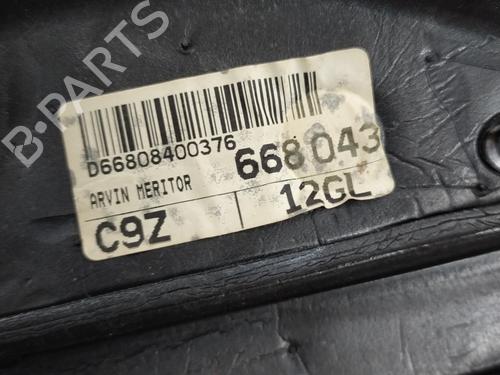 B-PARTS
D66808400376
668 043
ARVIN MERITOR
C9Z
12GL